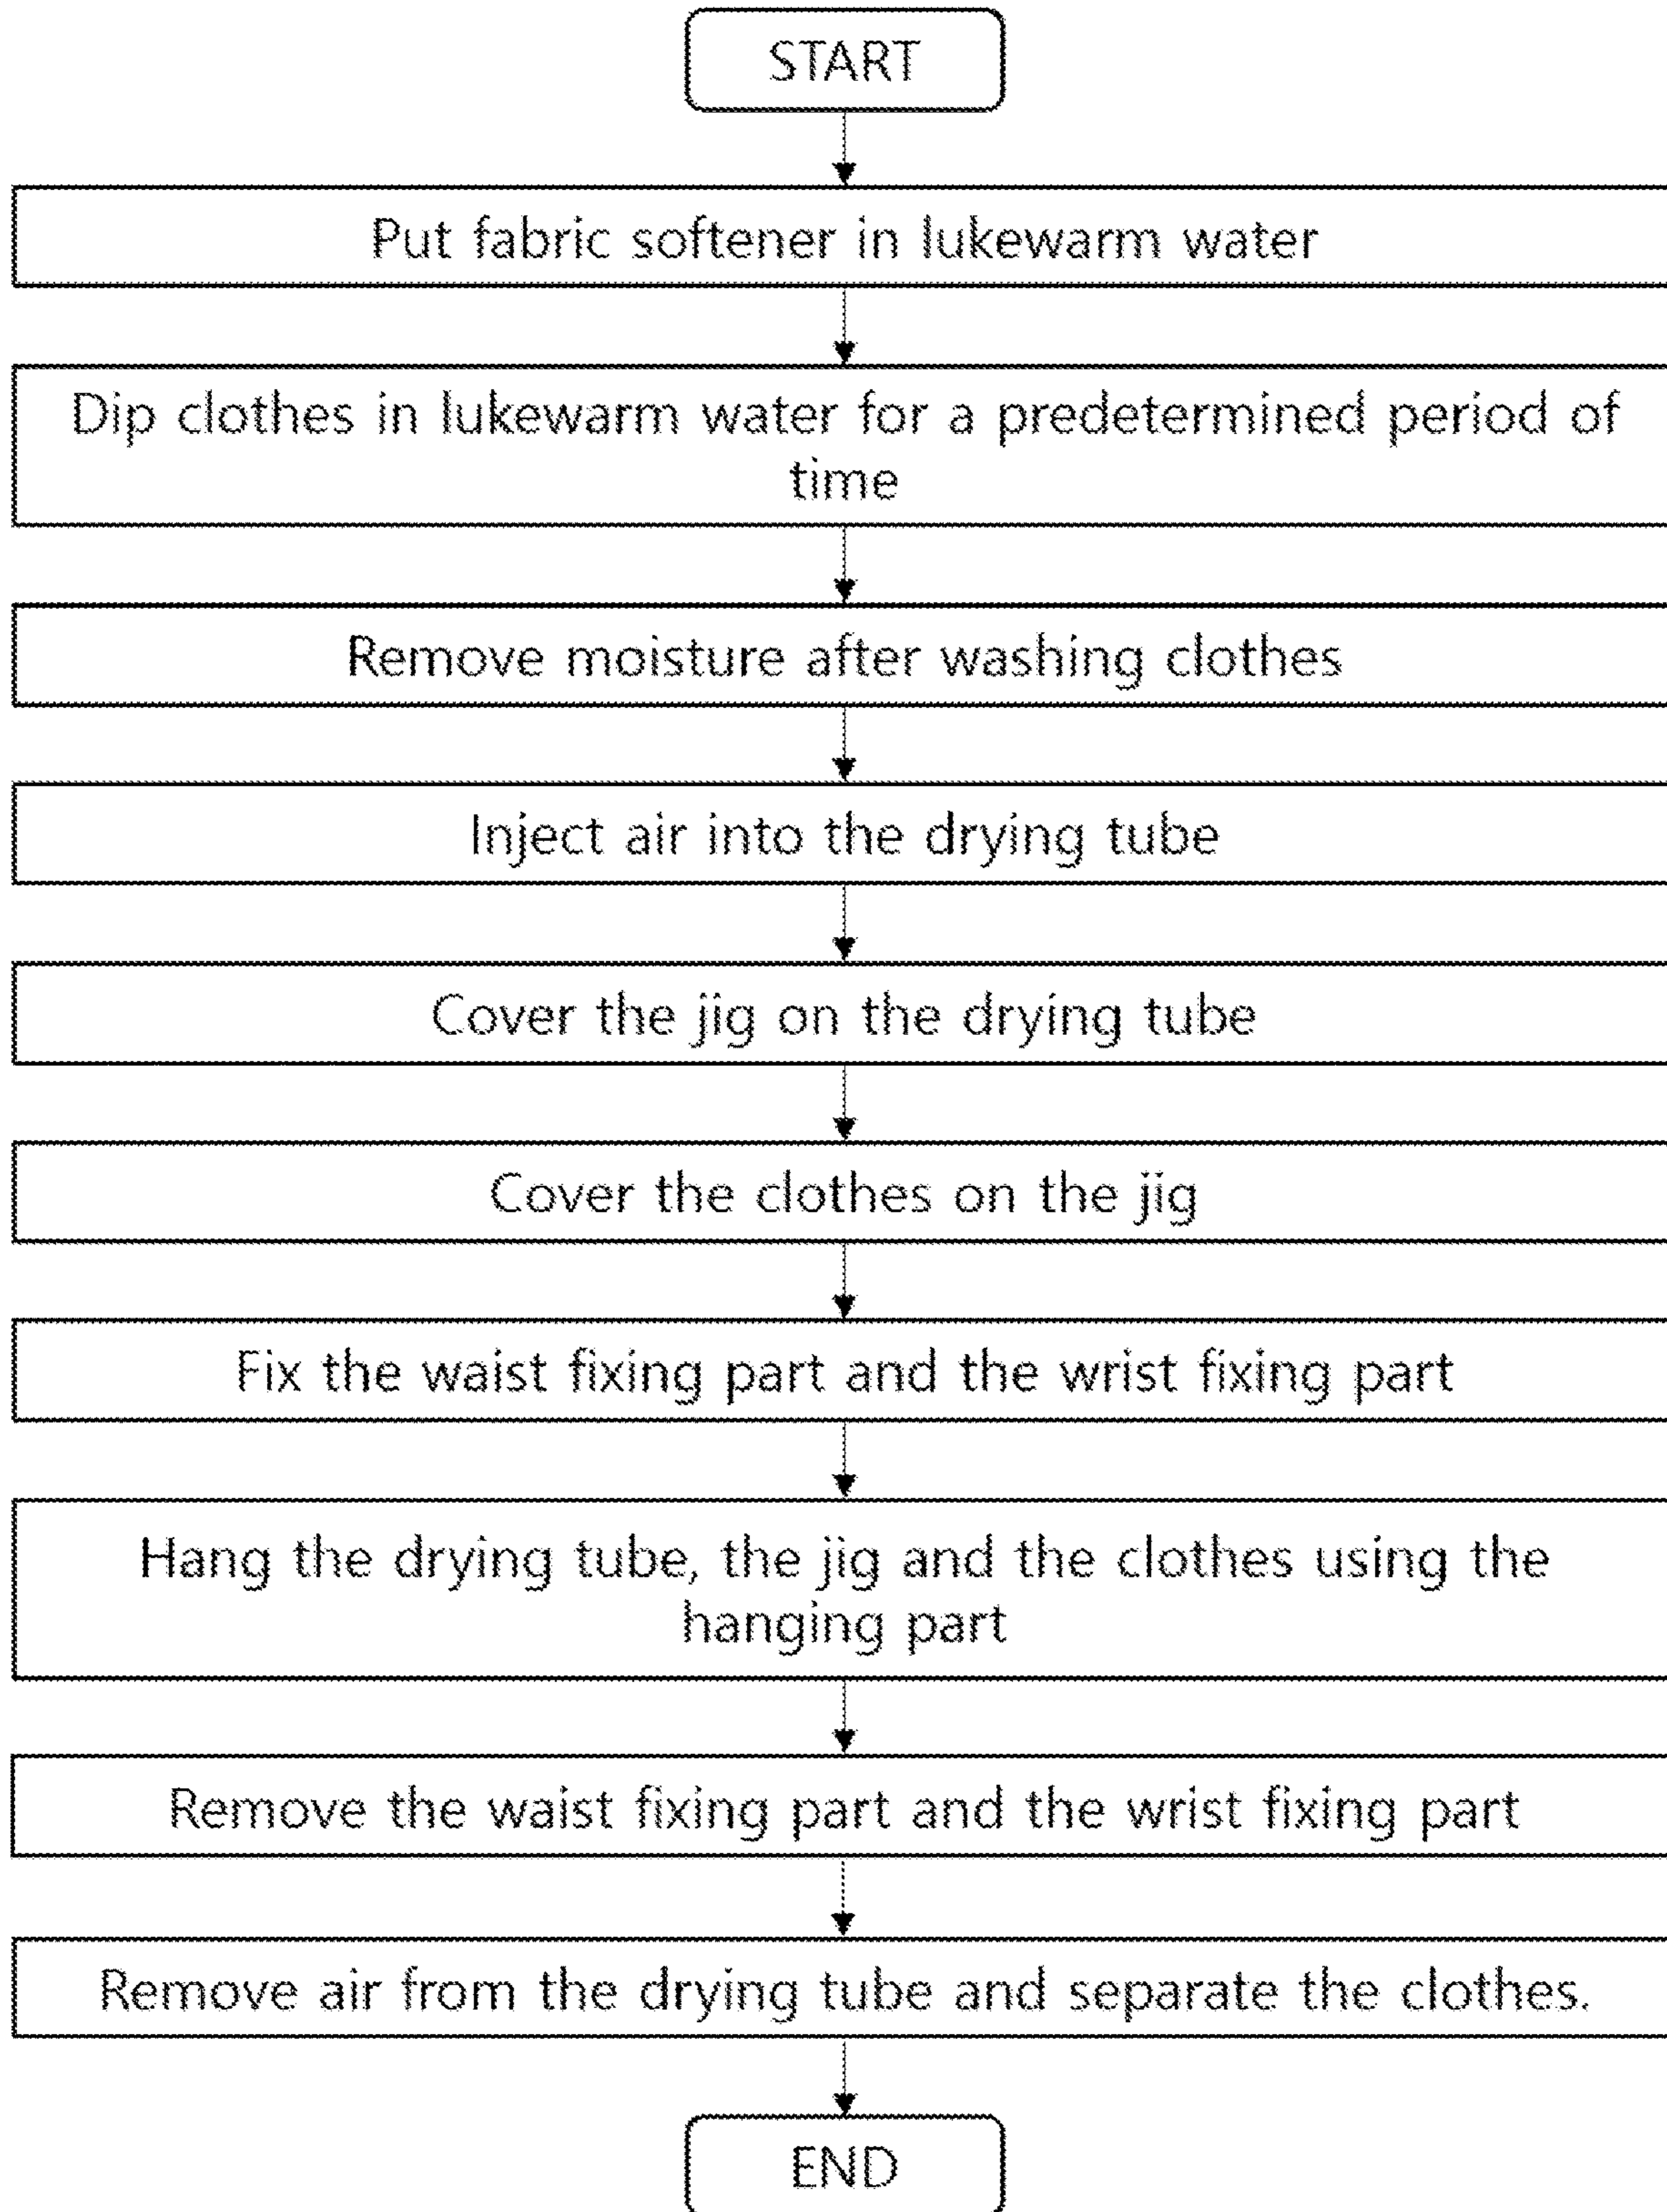 START
Put fabric softener in lukewarm water
Dip clothes in lukewarm water for a predetermined period of
time
Remove moisture after washing clothes
Inject air into the drying tube
Cover the jig on the drying tube
Cover the clothes on the jig
Fix the waist fixing part and the wrist fixing part
Hang the drying tube, the jig and the clothes using the
hanging part
Remove the waist fixing part and the wrist fixing part
Remove air from the drying tube and separate the clothes.
END